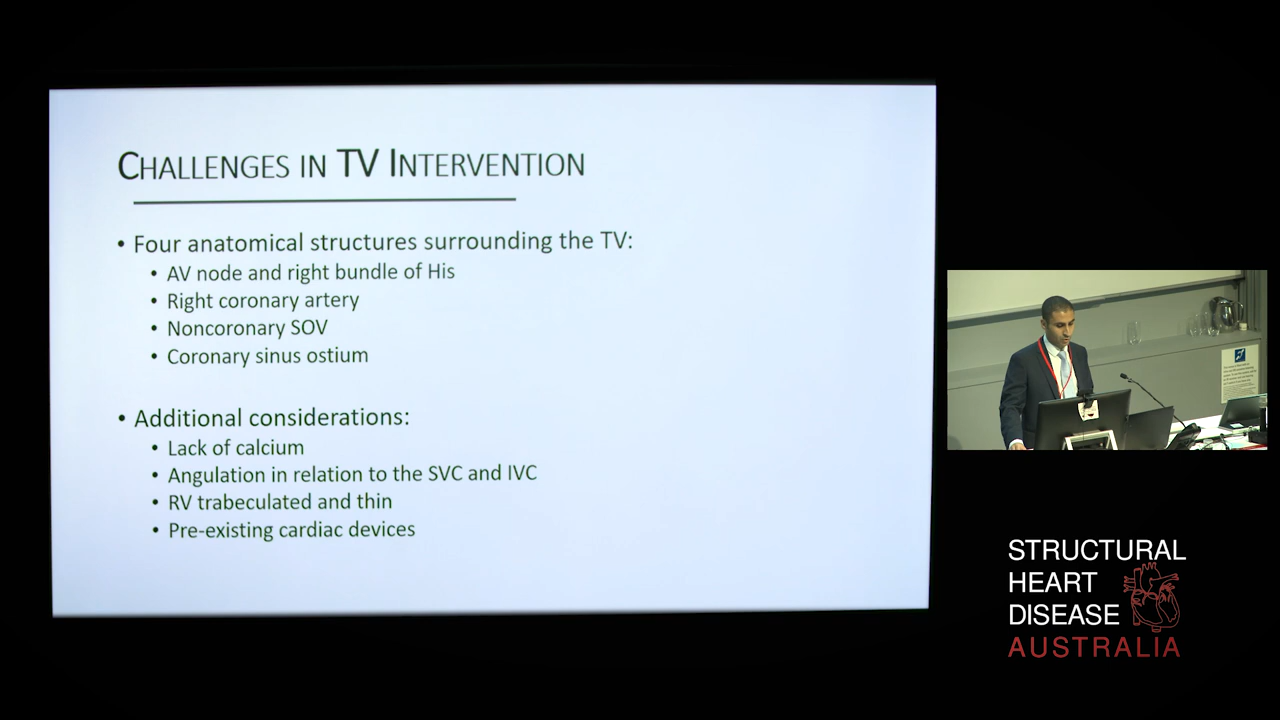 CHALLENGES IN TV INTERVENTION
• Four anatomical structures surrounding the TV:
• AV node and right bundle of His
• Right coronary artery
• Noncoronary SOV
• Coronary sinus ostium
• Additional considerations:
• Lack of calcium
• Angulation in relation to the SVC and IVC
• RV trabeculated and thin
• Pre-existing cardiac devices
STRUCTURAL
HEART
DISEASE
AUSTRALIA